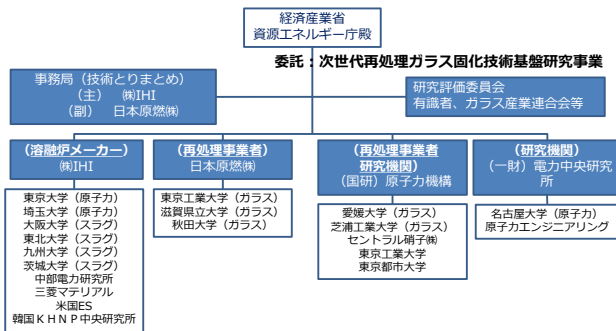 経済産業省
資源エネルギー庁殿
委託：次世代再処理ガラス固化技術基盤研究事業
事務局（技術とりまとめ）
（主）　㈱IHI
（副）　日本原燃㈱
研究評価委員会
有識者、ガラス産業連合会等
（溶融炉メーカー）
㈱IHI
（再処理事業者）
日本原燃㈱
（再処理事業者
研究機関）
（国研）原子力機構
（研究機関）
（一財）電力中央研究
所
東京大学（原子力）
埼玉大学（原子力）
大阪大学（スラグ）
東北大学（スラグ）
九州大学（スラグ）
茨城大学（スラグ）
中部電力研究所
三菱マテリアル
米国ES
韓国ＫＨＮＰ中央研究所
東京工業大学（ガラス）
滋賀県立大学（ガラス）
秋田大学（ガラス）
愛媛大学（ガラス）
芝浦工業大学（ガラス）
セントラル硝子㈱
東京工業大学
東京都市大学
名古屋大学（原子力）
原子力エンジニアリング